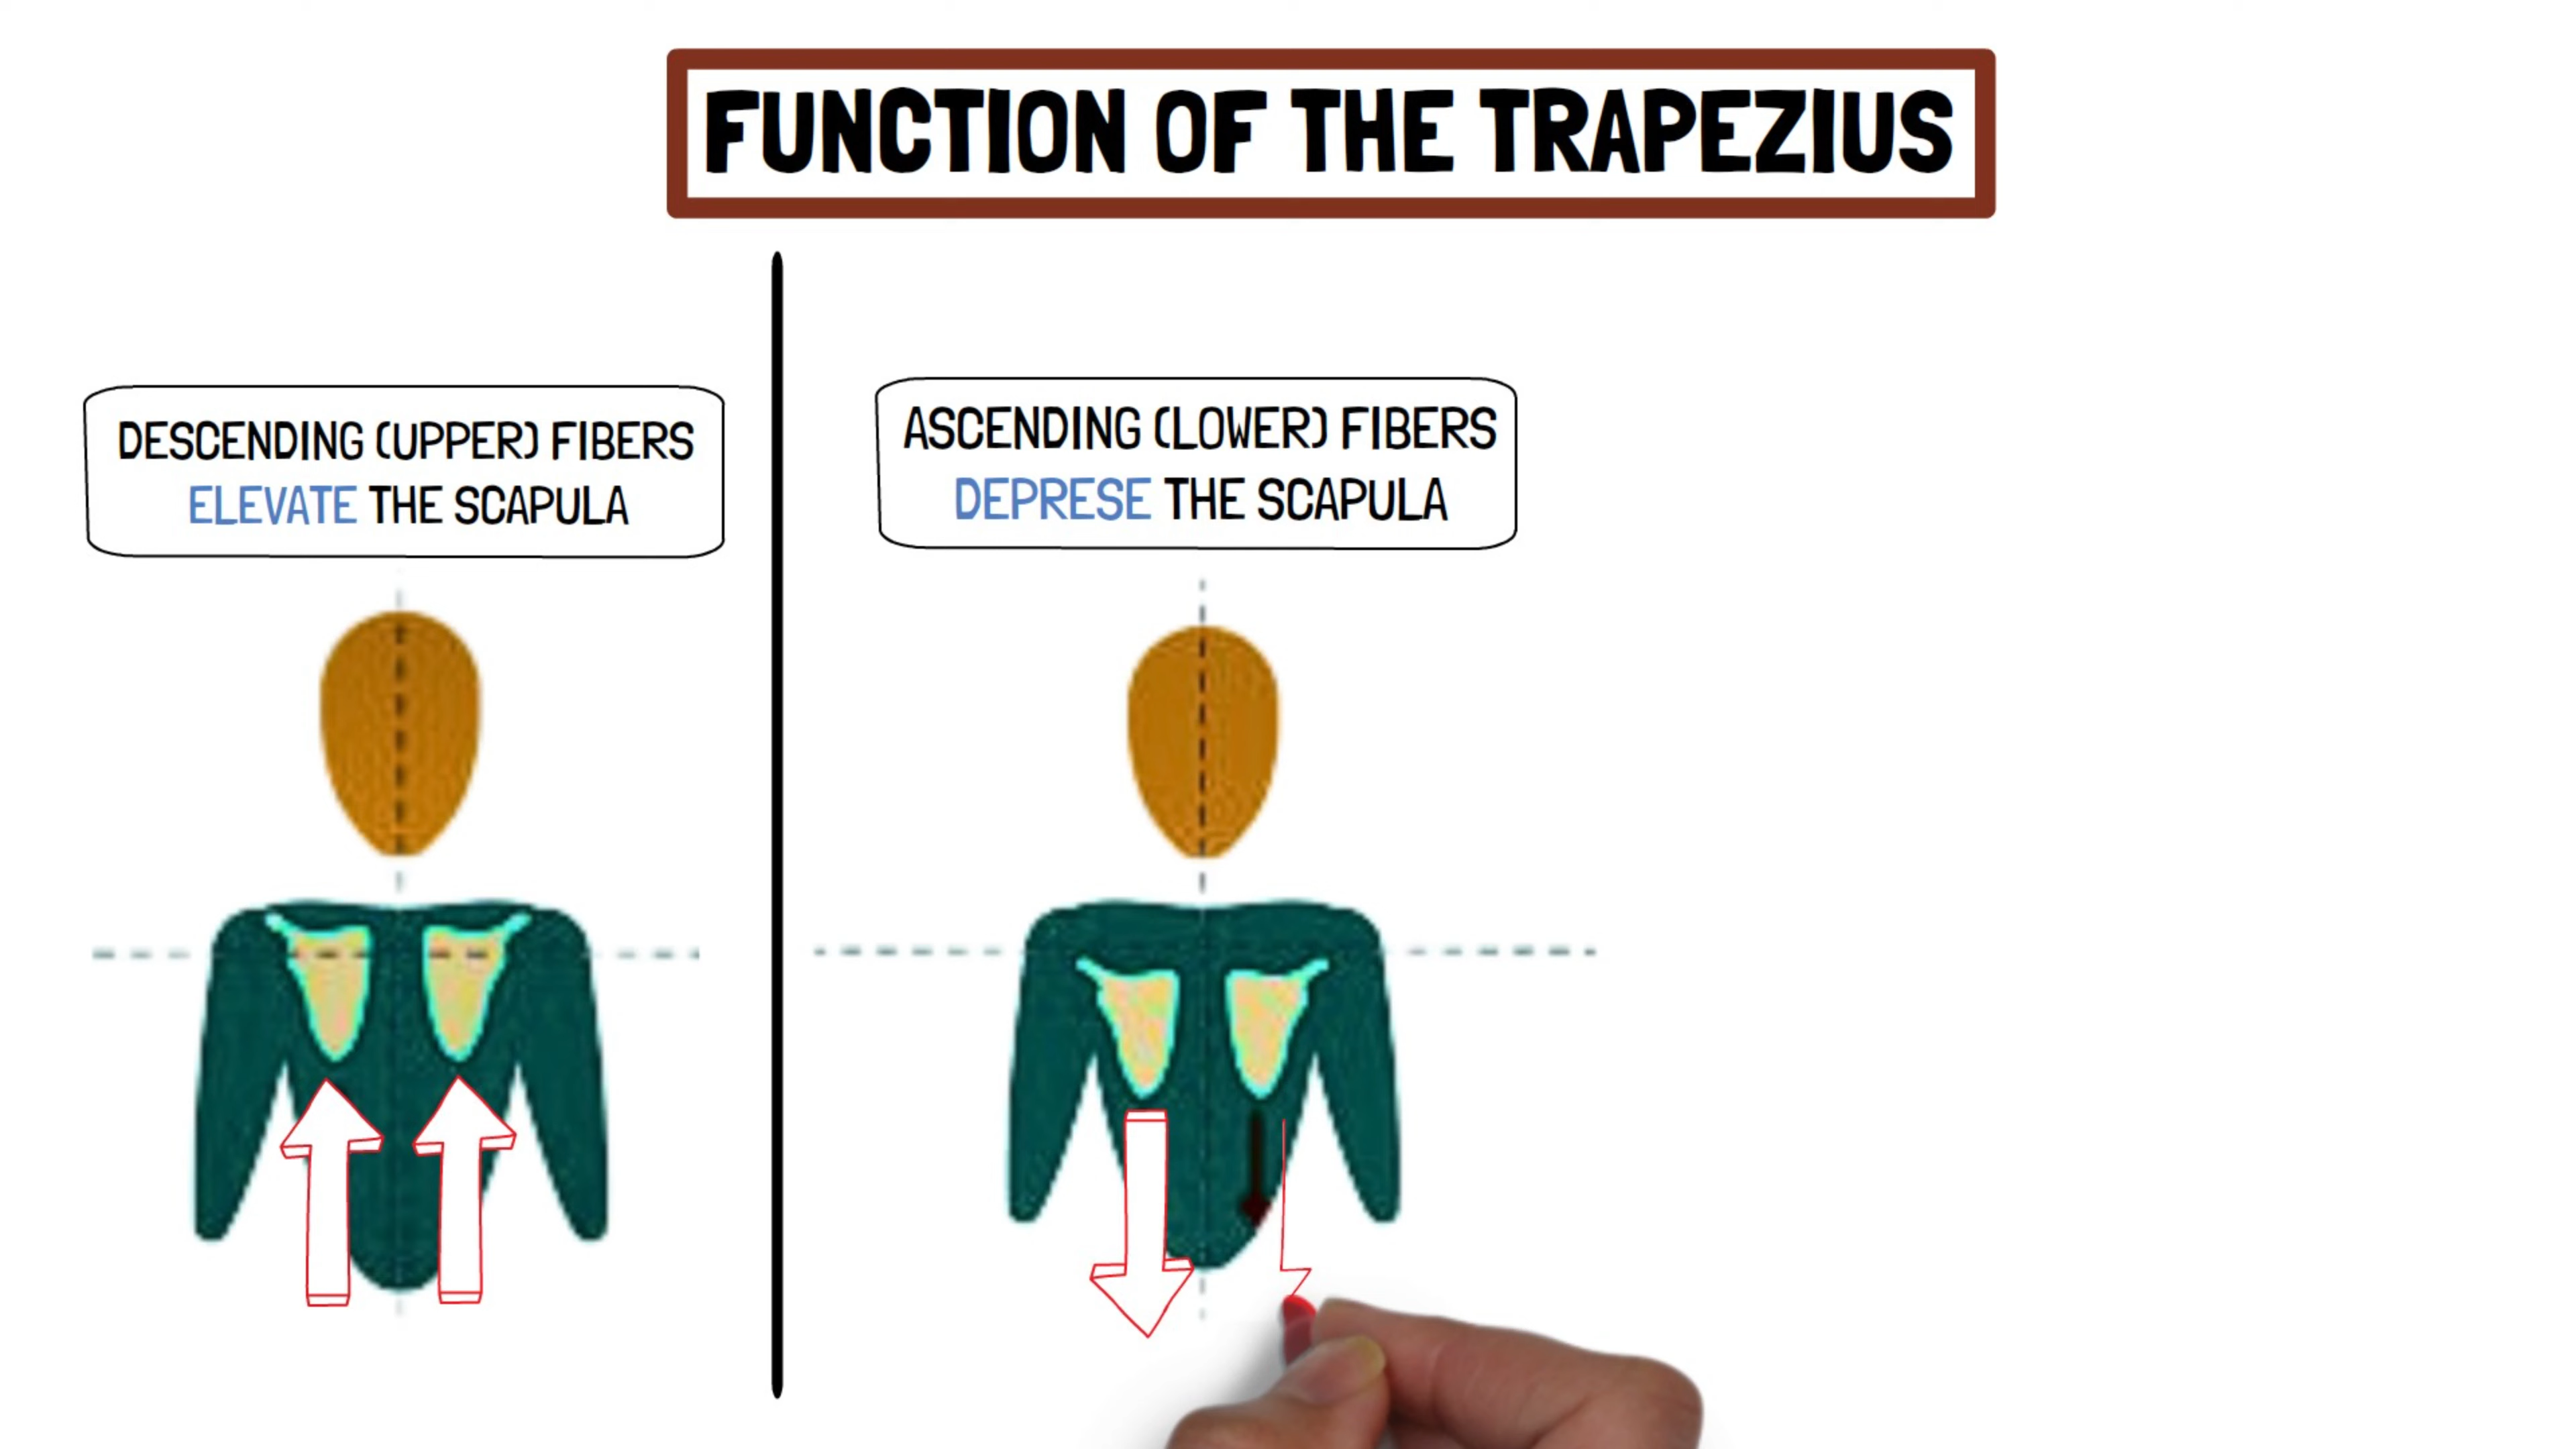 FUNCTION OF THE TRAPEZIUS
DESCENDING (UPPER) FIBERS
ELEVATE THE SCAPULA
ASCENDING (LOWER) FIBERS
DEPRESE THE SCAPULA